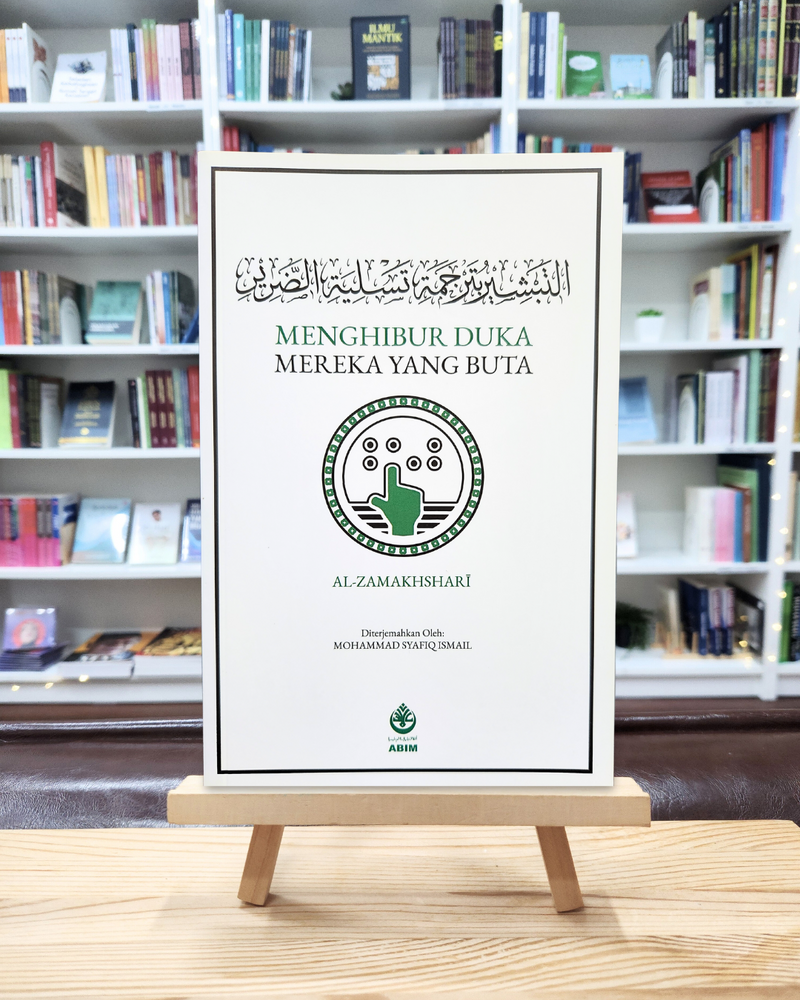 ILMU
MANTIK
التبشير بترجمة تسلية الضرير
MENGHIBUR DUKA
MEREKA YANG BUTA
AL-ZAMAKHSHARĪ
Diterjemahkan Oleh:
MOHAMMAD SYAFIQ ISMAIL
ABIM